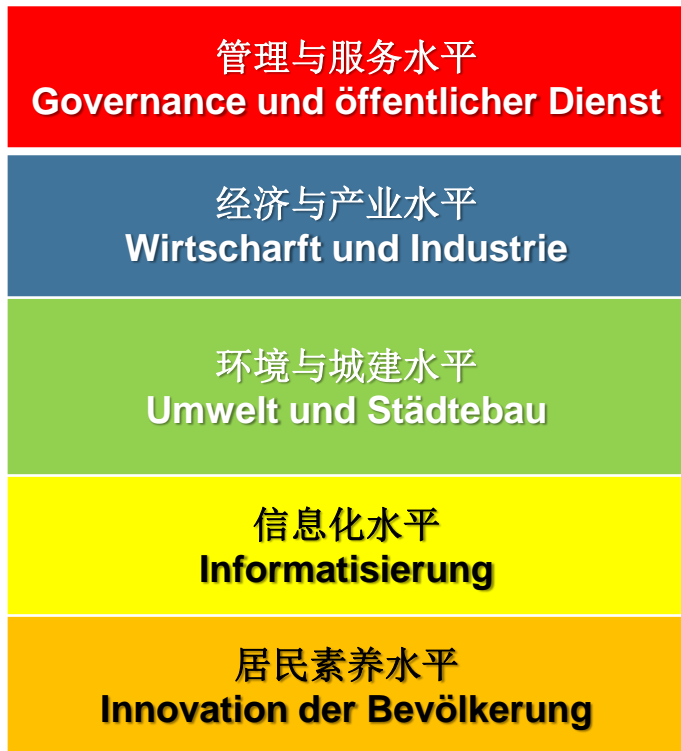 管理与服务水平
Governance und öffentlicher Dienst
经济与产业水平
Wirtscharft und Industrie
环境与城建水平
Umwelt und Städtebau
信息化水平
Informatisierung
居民素养水平
Innovation der Bevölkerung